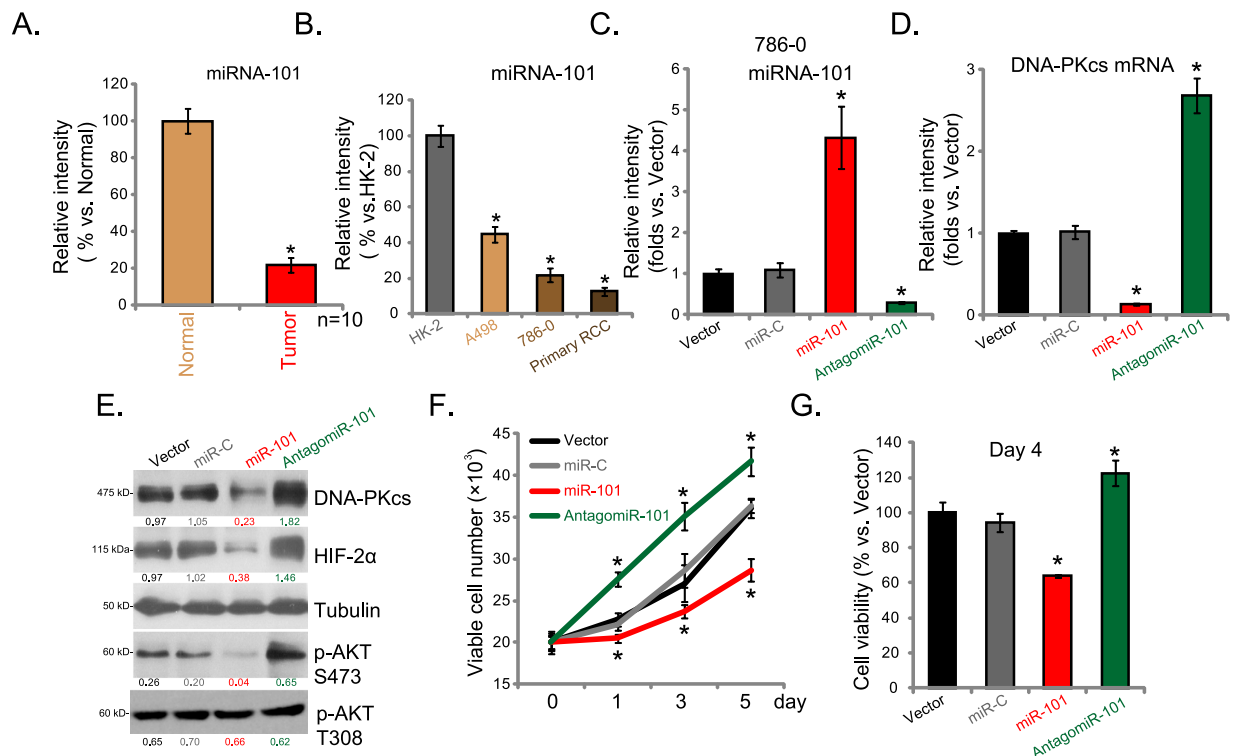 A.
miRNA-101
Relative intensity
( % vs. Normal)
120
100
80
60
40
20
0
Normal
Tumor
n=10
B.
miRNA-101
Relative intensity
( % vs.HK-2)
120
100
80
60
40
20
0
HK-2
A498
786-0
Primary RCC
*
*
*
*
C.
786-0
miRNA-101
Relative intensity
(folds vs. Vector)
6
5
4
3
2
1
0
Vector
miR-C
miR-101
AntagomiR-101
*
*
D.
DNA-PKcs mRNA
Relative intensity
(folds vs. Vector)
3
2
1
0
Vector
miR-C
miR-101
AntagomiR-101
*
*
E.
Vector
miR-C
miR-101
AntagomiR-101
475 kD-
DNA-PKcs
0.97 1.05 0.23 1.82
115 kDa-
HIF-2α
0.97 1.02 0.38 1.46
50 kD-
Tubulin
60 kD-
p-AKT
S473
0.26 0.20 0.04 0.65
60 kD-
p-AKT
T308
0.65 0.70 0.66 0.62
F.
Viable cell number (×10³)
45
40
35
30
25
20
15
Vector
miR-C
miR-101
AntagomiR-101
*
*
*
*
*
*
0 1 3 5 day
G.
Day 4
Cell viability (% vs. Vector)
140
120
100
80
60
40
20
0
Vector
miR-C
miR-101
AntagomiR-101
*
*